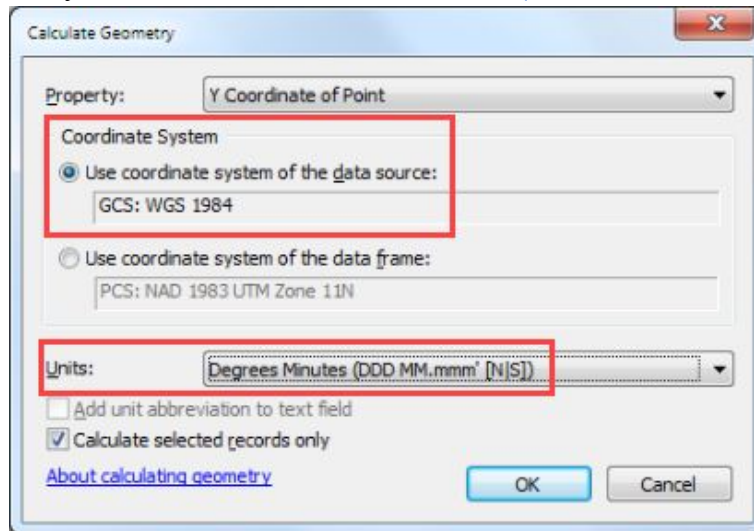 Calculate Geometry
Property: Y Coordinate of Point
Coordinate System
Use coordinate system of the data source:
GCS: WGS 1984
Use coordinate system of the data frame:
PCS: NAD 1983 UTM Zone 11N
Units: Degrees Minutes (DDD MM.mmm' [N|S])
Add unit abbreviation to text field
Calculate selected records only
About calculating geometry OK Cancel